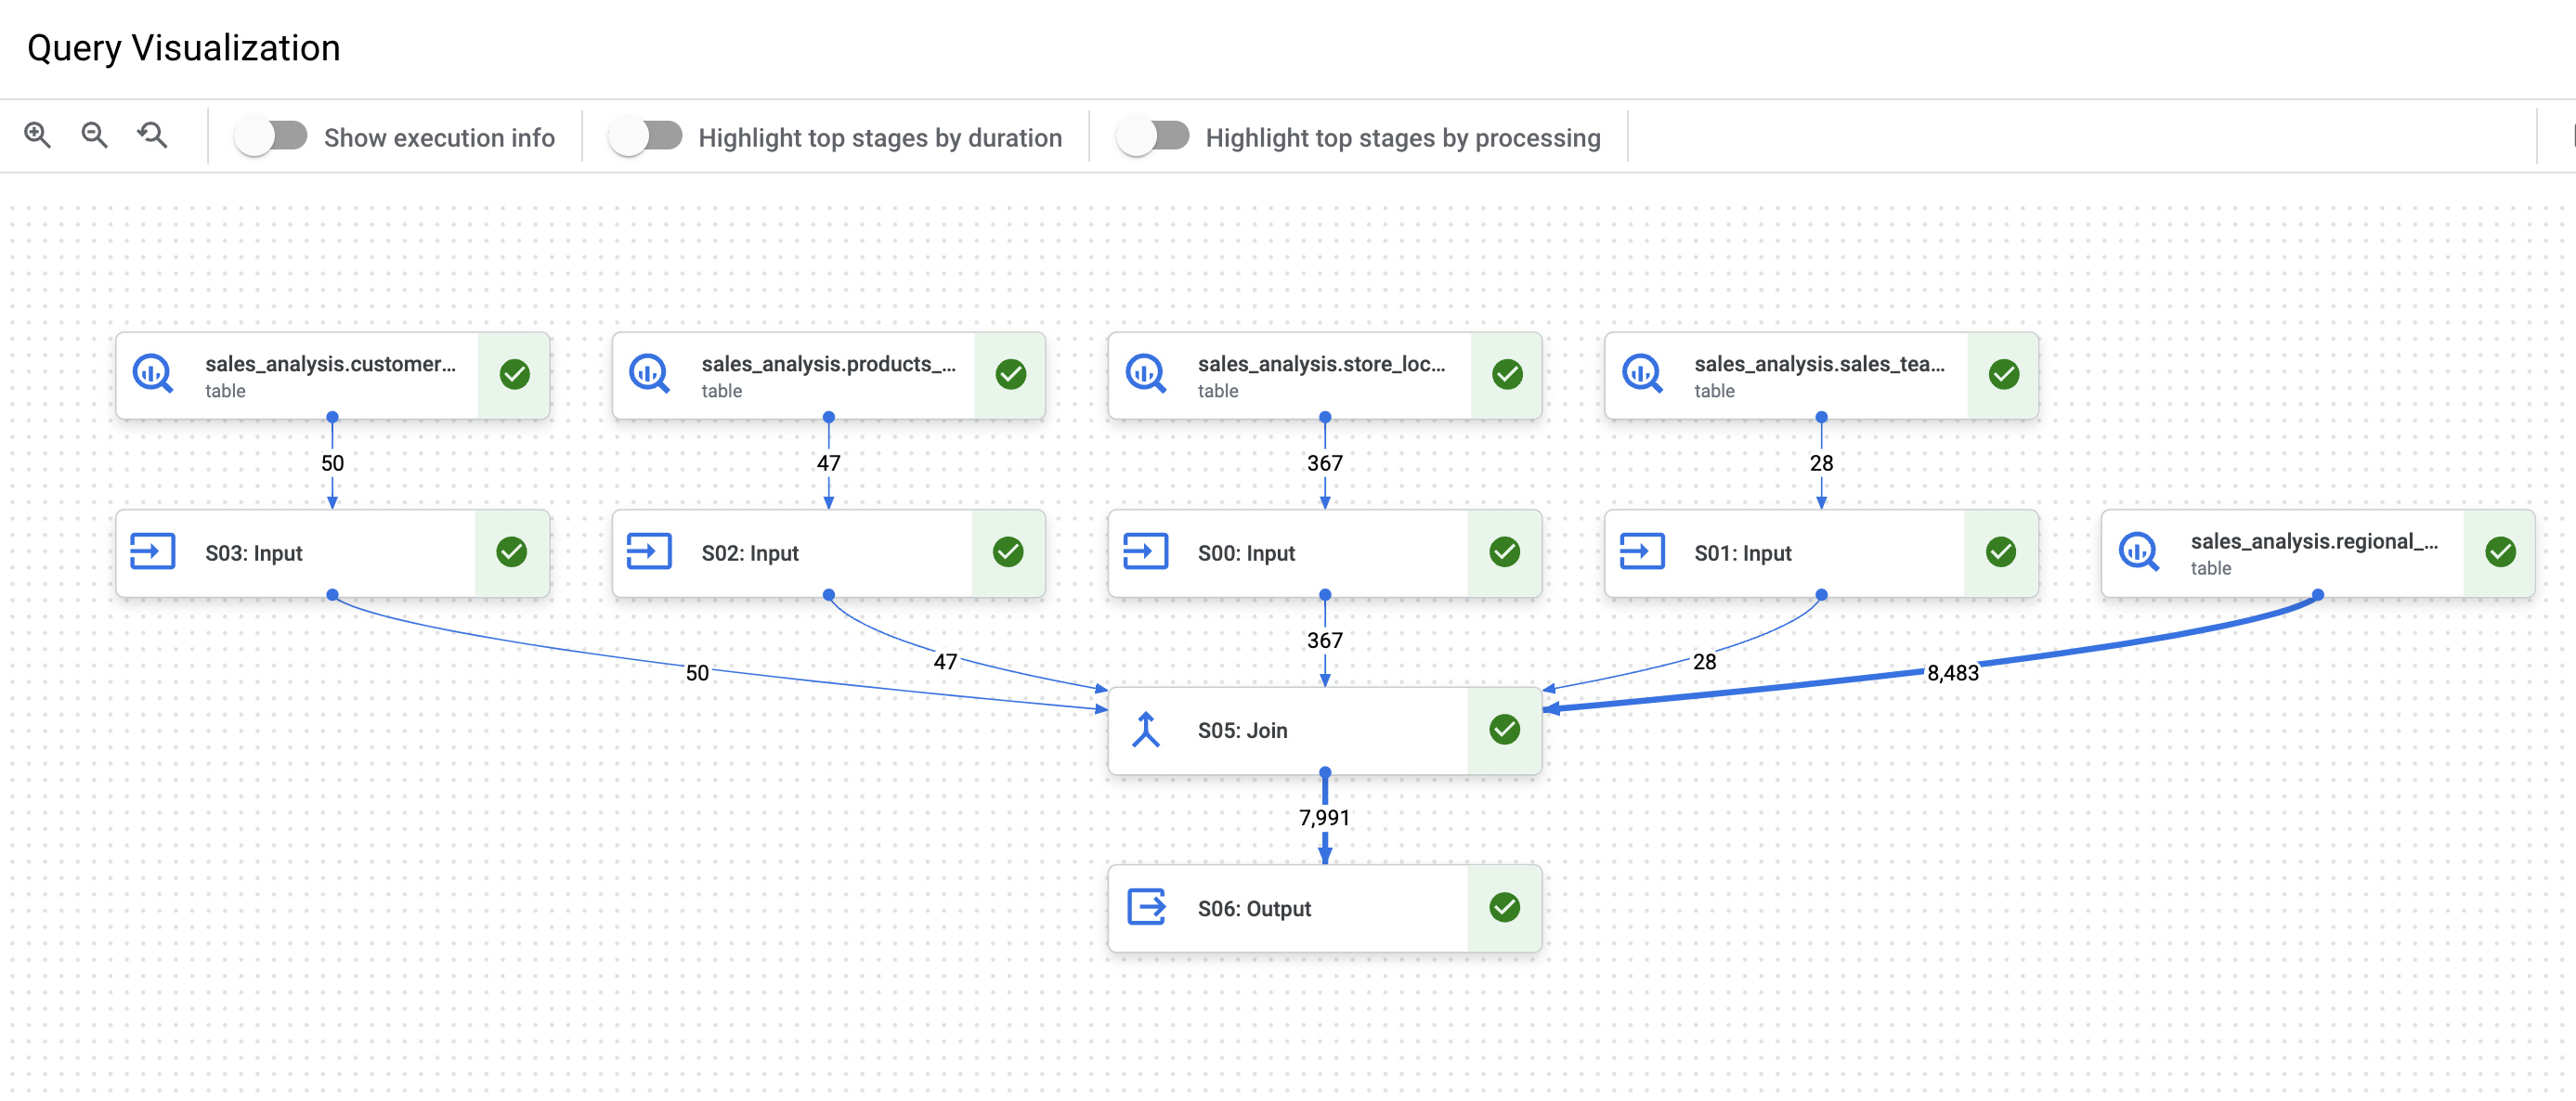 Query Visualization
Show execution info
Highlight top stages by duration
Highlight top stages by processing
sales_analysis.customer...
table
sales_analysis.products_...
table
sales_analysis.store_loc...
table
sales_analysis.sales_tea...
table
50
47
367
28
S03: Input
S02: Input
S00: Input
S01: Input
sales_analysis.regional_...
table
367
50
47
28
8,483
S05: Join
7,991
S06: Output